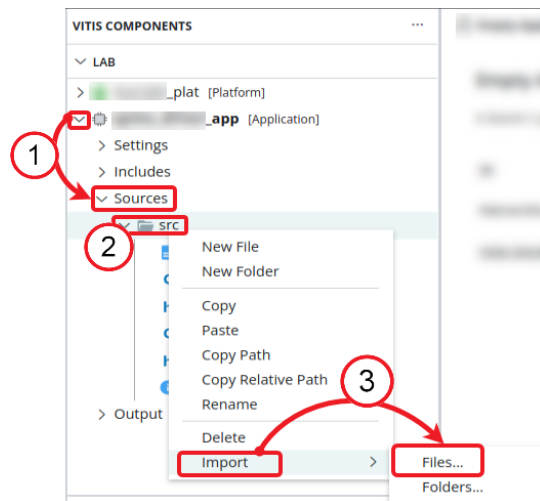 VITIS COMPONENTS
...
LAB
_plat [Platform]
_app [Application]
1
Settings
Includes
Sources
2
src
New File
New Folder
Copy
Paste
Copy Path
3
Copy Relative Path
Rename
Output
Delete
Import
Files...
Folders...